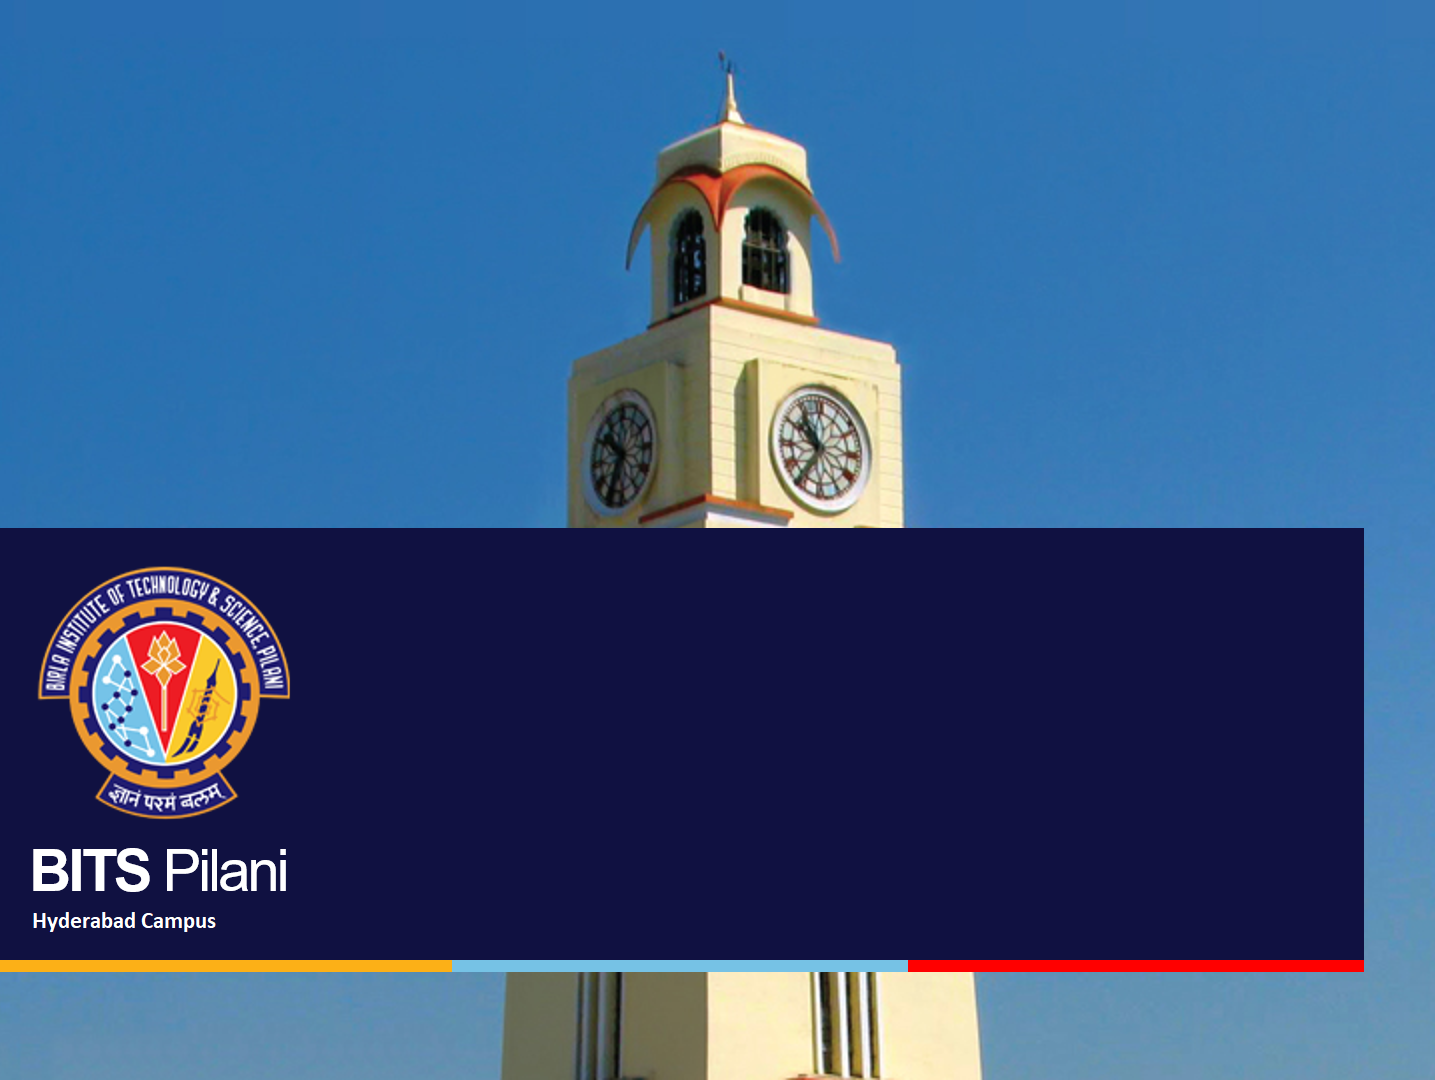 BIRLA INSTITUTE OF TECHNOLOGY & SCIENCE, PILANI
ज्ञानं परमं बलम्
BITS Pilani
Hyderabad Campus